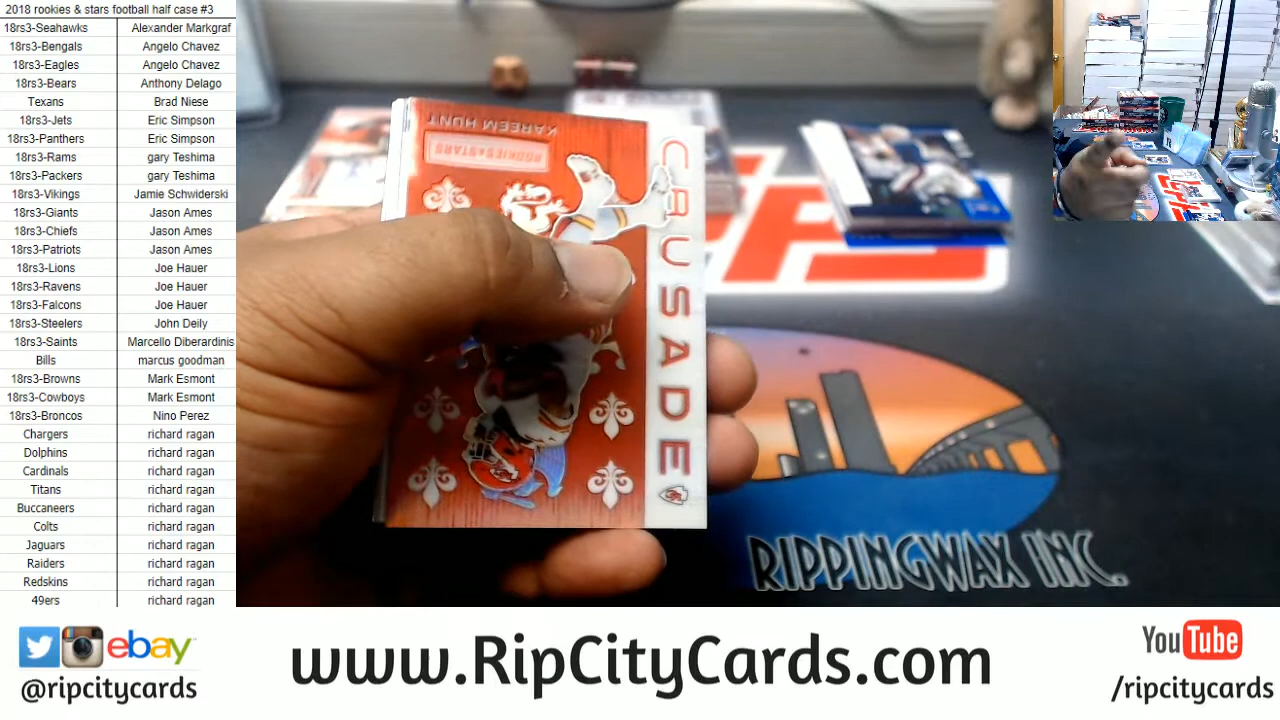 2018 rookies & stars football half case #3
18rs3-Seahawks Alexander Markgraf
18rs3-Bengals Angelo Chavez
18rs3-Eagles Angelo Chavez
18rs3-Bears Anthony Delago
Texans Brad Niese
18rs3-Jets Eric Simpson
18rs3-Panthers Eric Simpson
18rs3-Rams gary Teshima
18rs3-Packers gary Teshima
18rs3-Vikings Jamie Schwiderski
18rs3-Giants Jason Ames
18rs3-Chiefs Jason Ames
18rs3-Patriots Jason Ames
18rs3-Lions Joe Hauer
18rs3-Ravens Joe Hauer
18rs3-Falcons Joe Hauer
18rs3-Steelers John Deily
18rs3-Saints Marcello Diberardinis
Bills marcus goodman
18rs3-Browns Mark Esmont
18rs3-Cowboys Mark Esmont
18rs3-Broncos Nino Perez
Chargers richard ragan
Dolphins richard ragan
Cardinals richard ragan
Titans richard ragan
Buccaneers richard ragan
Colts richard ragan
Jaguars richard ragan
Raiders richard ragan
Redskins richard ragan
49ers richard ragan
KAREEM HUNT
ROOKIES & STARS
CRUSADE
RIPPINGWAX INC.
ebay
@ripcitycards
www.RipCityCards.com
YouTube
/ripcitycards